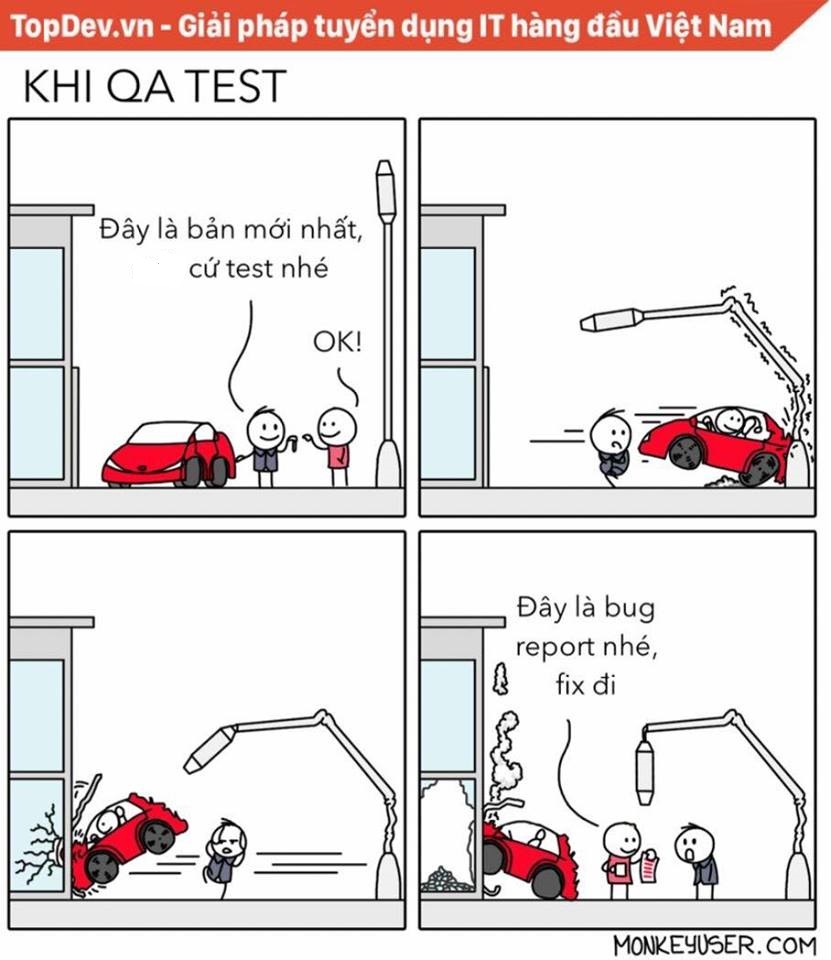 TopDev.vn - Giải pháp tuyển dụng IT hàng đầu Việt Nam
KHI QA TEST
Đây là bản mới nhất,
cứ test nhé
OK!
Đây là bug
report nhé,
fix đi
MONKEYUSER.COM